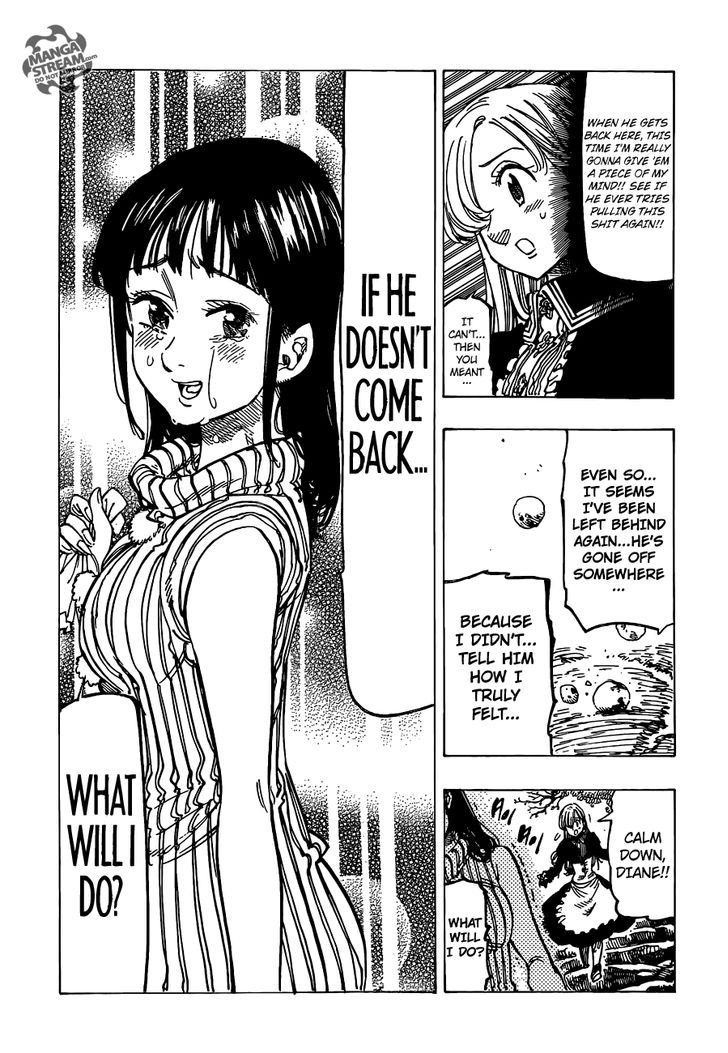 MANGA
STREAM.com
DO NOT MIRROR
WHEN HE GETS
BACK HERE, THIS
TIME I'M REALLY
GONNA GIVE 'EM
A PIECE OF MY
MIND!! SEE IF
HE EVER TRIES
PULLING THIS
SHIT AGAIN!!
IT
CAN'T...
THEN
YOU
MEANT
...
EVEN SO...
IT SEEMS
I'VE BEEN
LEFT BEHIND
AGAIN...HE'S
GONE OFF
SOMEWHERE
...
BECAUSE
I DIDN'T...
TELL HIM
HOW I
TRULY
FELT...
CALM
DOWN,
DIANE!!
WHAT
WILL
I
DO?
IF HE
DOESN'T
COME
BACK...
WHAT
WILL I
DO?